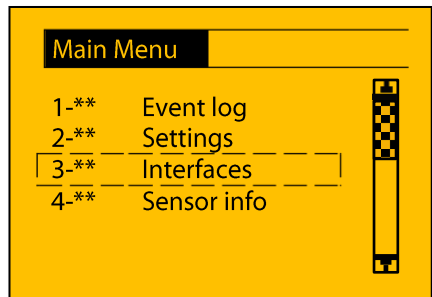 Main Menu
1-** Event log
2-** Settings
3-** Interfaces
4-** Sensor info